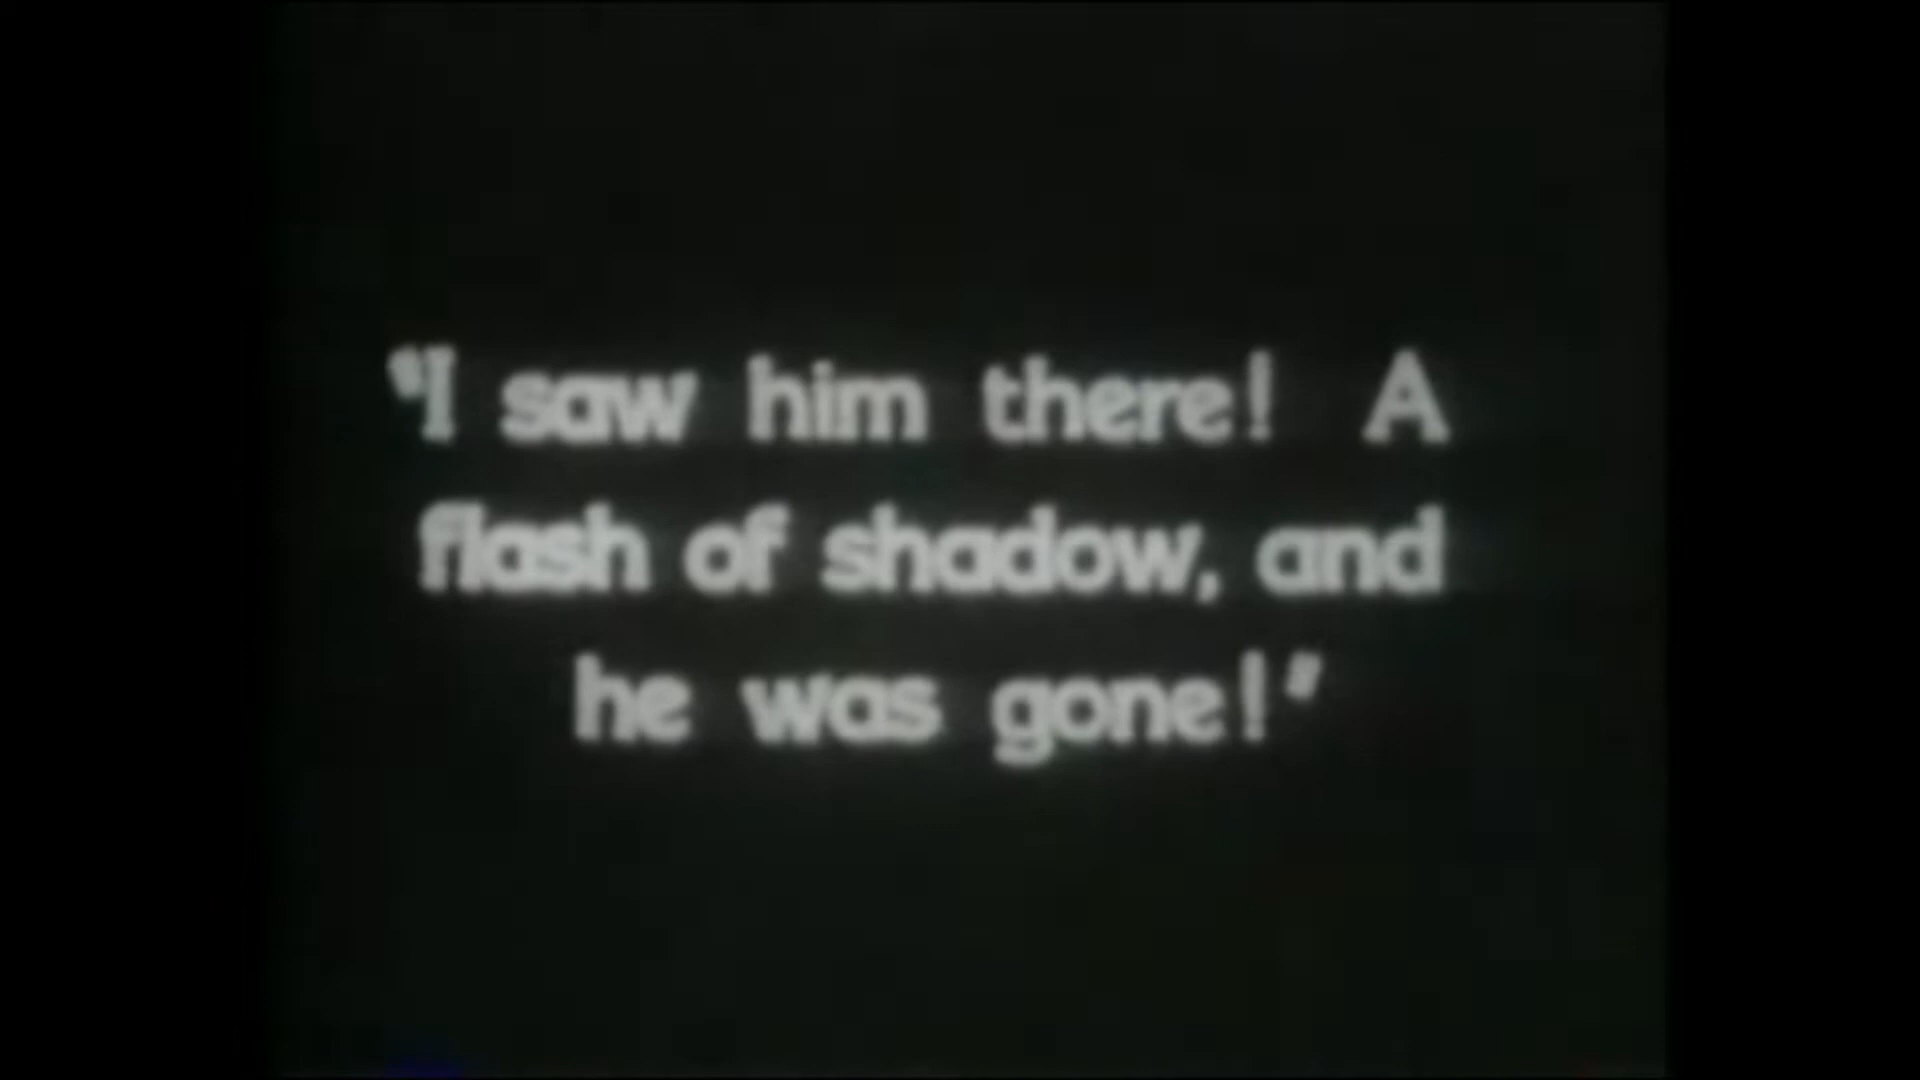 "I saw him there! A
flash of shadow, and
he was gone!"